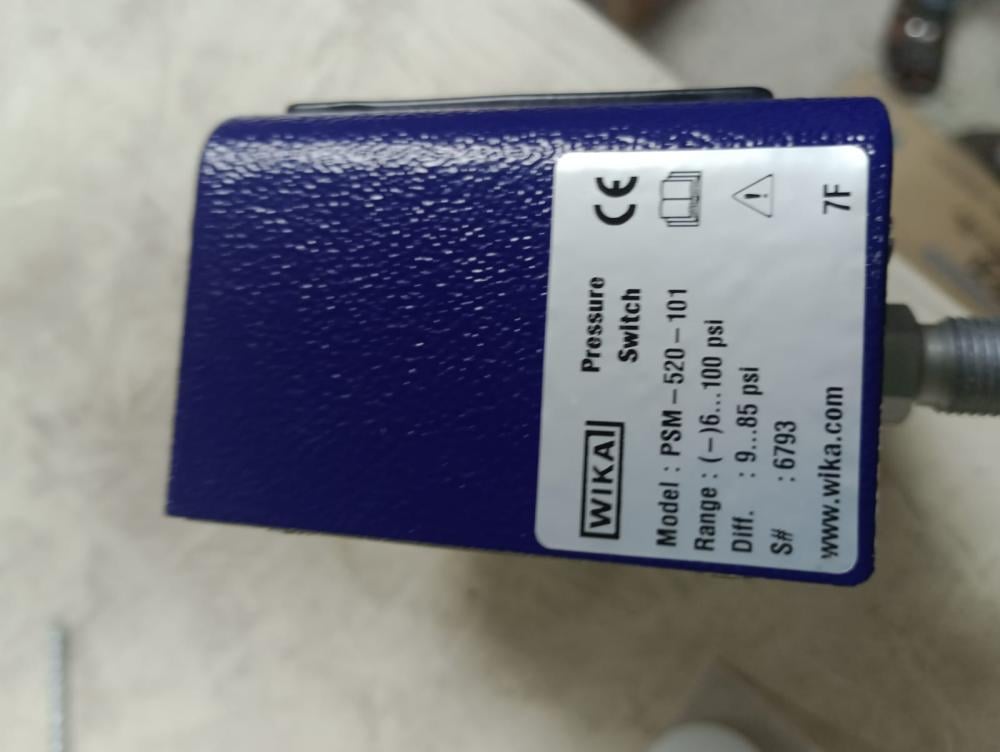 WIKA
Pressure
Switch
CE
Model : PSM-520-101
Range : (-)6...100 psi
Diff. : 9...85 psi
S# : 6793
www.wika.com
7F